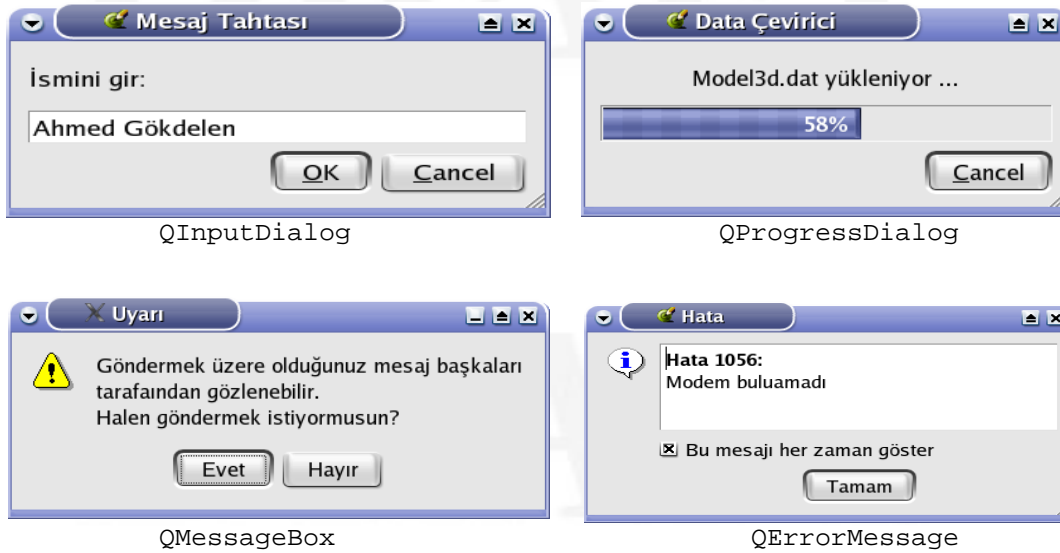 Mesaj Tahtası
İsmini gir:
Ahmed Gökdelen
OK
Cancel
QInputDialog
Data Çevirici
Model3d.dat yükleniyor ...
58%
Cancel
QProgressDialog
Uyarı
Göndermek üzere olduğunuz mesaj başkaları
tarafaından gözlenebilir.
Halen göndermek istiyormusun?
Evet
Hayır
QMessageBox
Hata
Hata 1056:
Modem buluamadı
Bu mesajı her zaman göster
Tamam
QErrorMessage